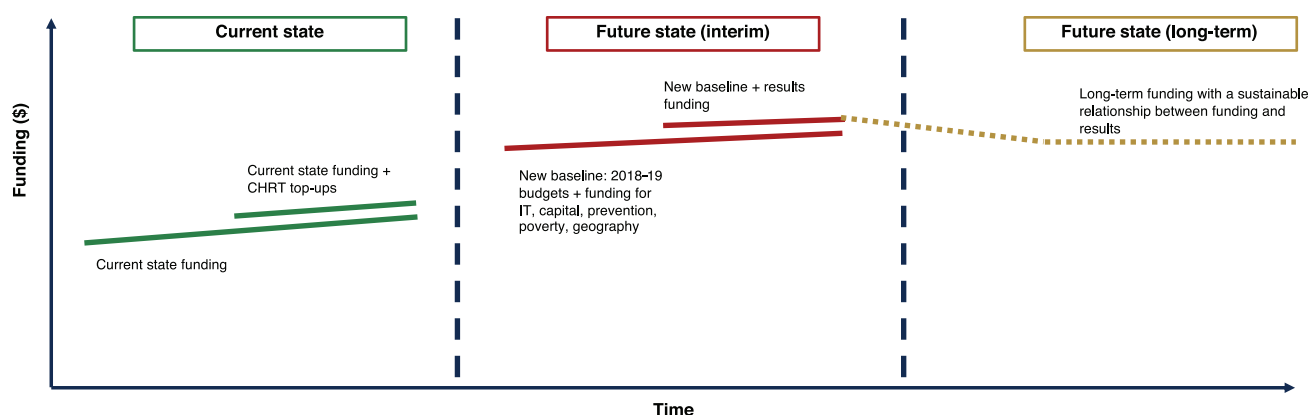 Current state
Future state (interim)
Future state (long-term)
Funding ($)
Current state funding +
CHRT top-ups
Current state funding
New baseline + results
funding
New baseline: 2018–19
budgets + funding for
IT, capital, prevention,
poverty, geography
Long-term funding with a sustainable
relationship between funding and
results
Time